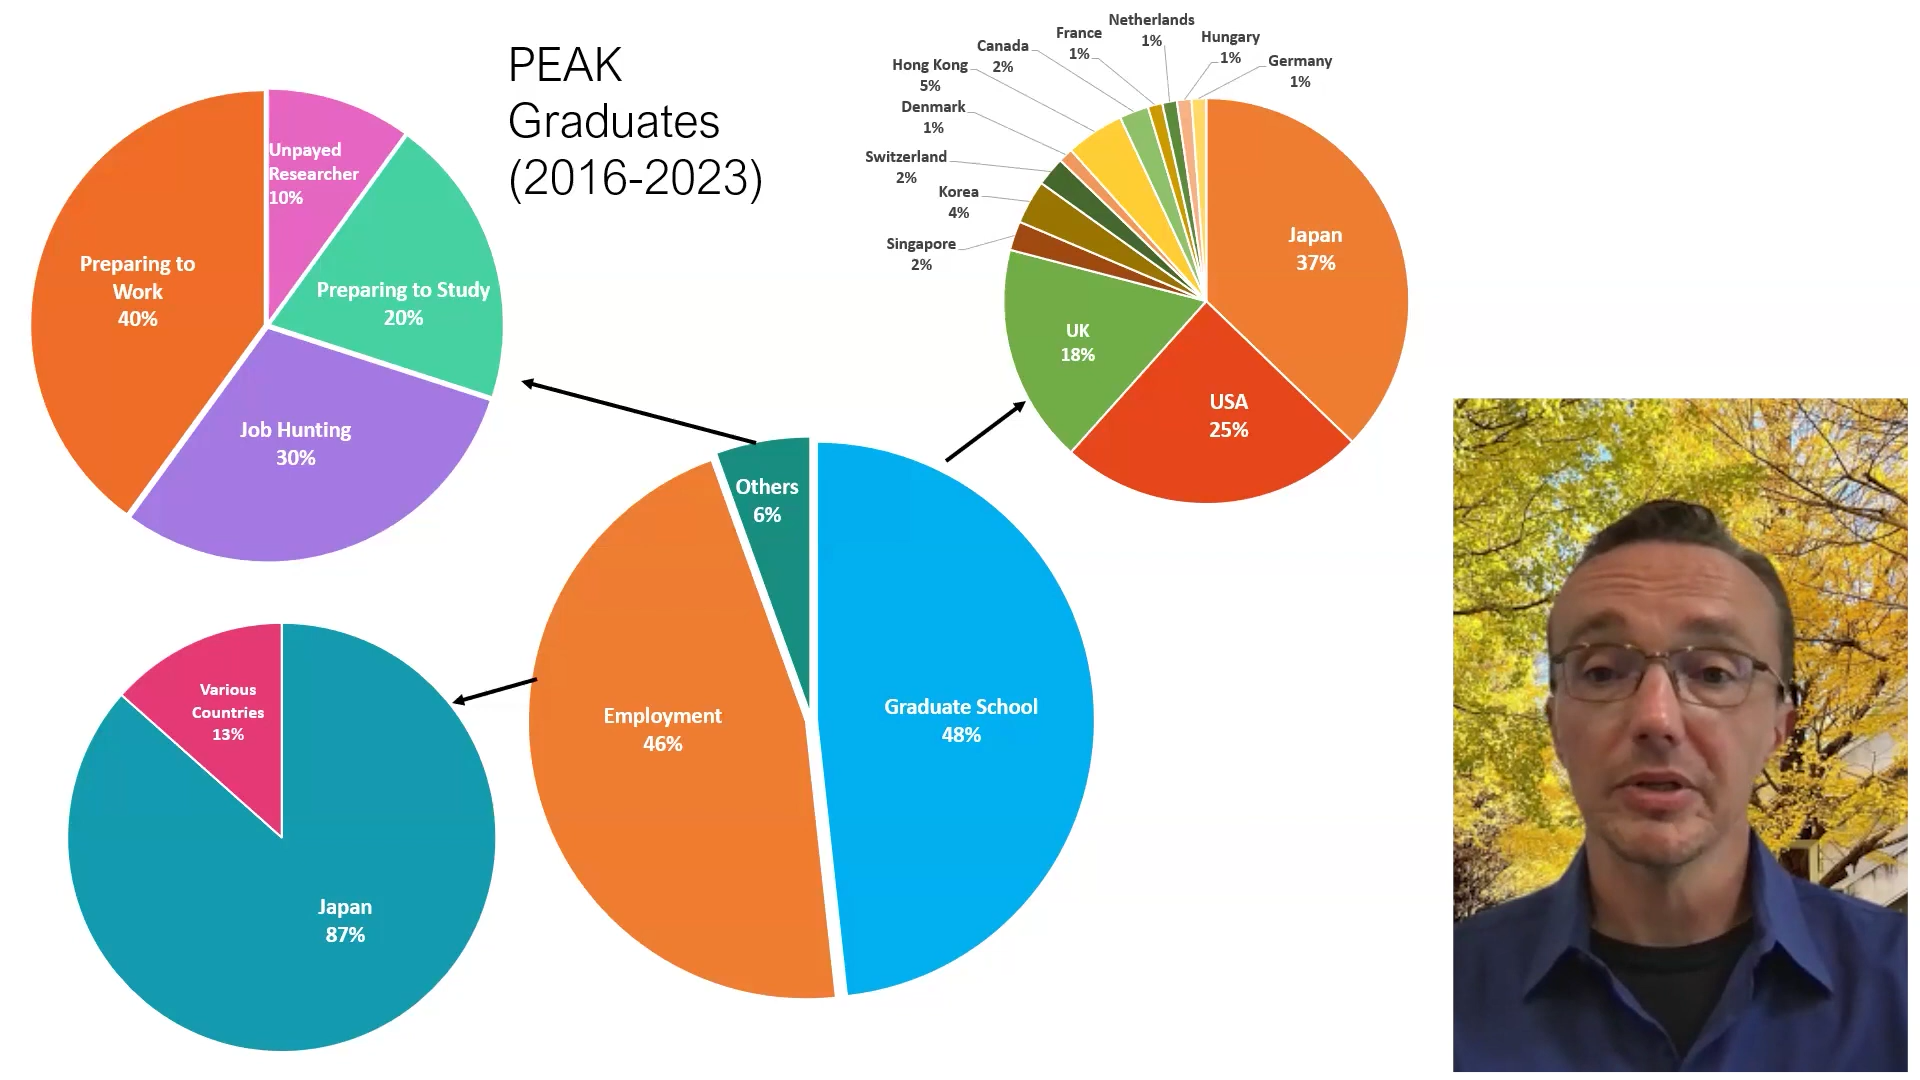 PEAK
Graduates
(2016-2023)
Unpayed
Researcher
10%
Preparing to Study
20%
Job Hunting
30%
Preparing to
Work
40%
Netherlands
1%
France
1%
Hungary
1%
Canada
2%
Germany
1%
Hong Kong
5%
Denmark
1%
Switzerland
2%
Korea
4%
Singapore
2%
Japan
37%
UK
18%
USA
25%
Others
6%
Employment
46%
Graduate School
48%
Various
Countries
13%
Japan
87%